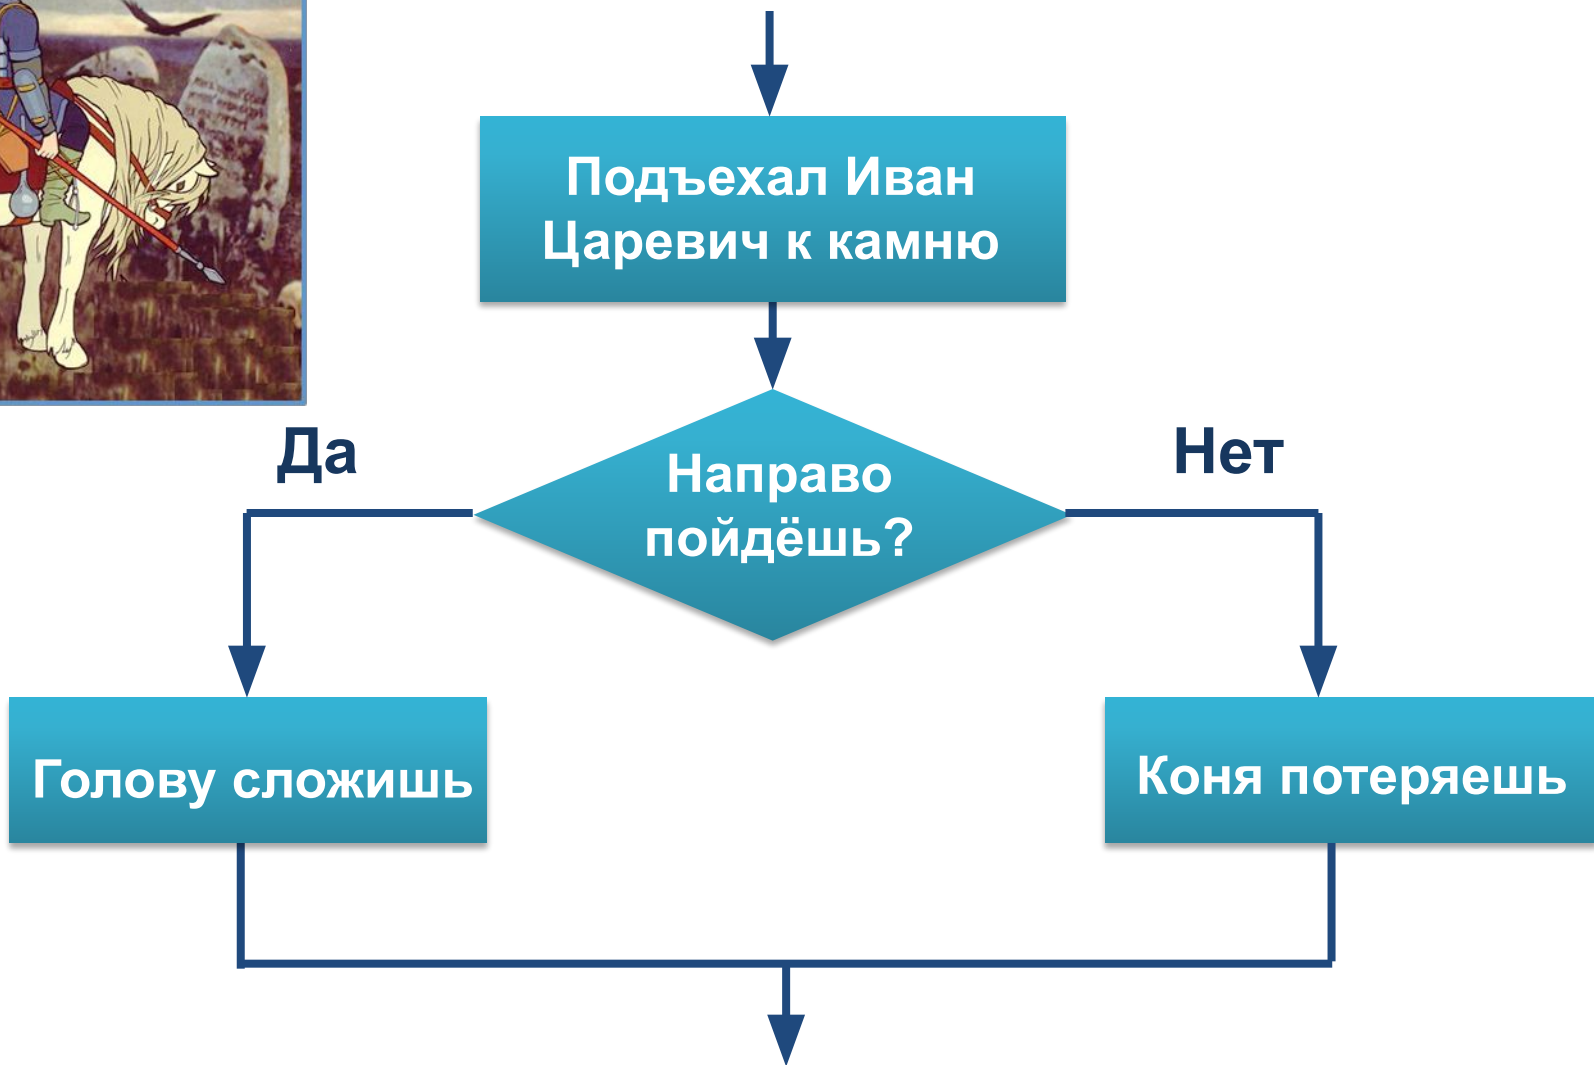 Подъехал Иван
Царевич к камню
Да
Нет
Направо
пойдёшь?
Голову сложишь
Коня потеряешь